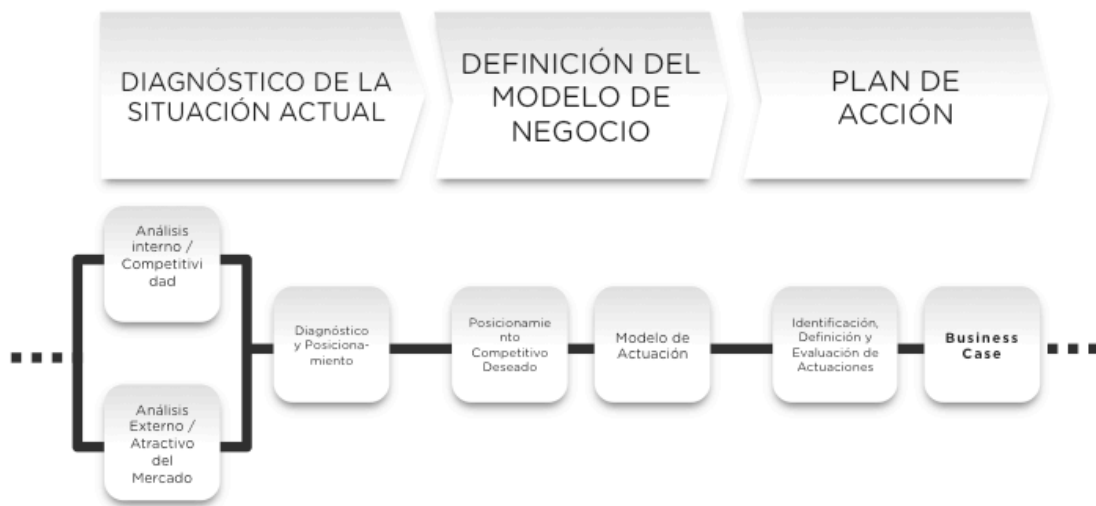 DIAGNÓSTICO DE LA
SITUACIÓN ACTUAL
DEFINICIÓN DEL
MODELO DE
NEGOCIO
PLAN DE
ACCIÓN
Análisis
interno /
Competitivi
dad
Análisis
Externo /
Atractivo
del
Mercado
Diagnóstico
y Posiciona-
miento
Posicionamie
nto
Competitivo
Deseado
Modelo de
Actuación
Identificación,
Definición y
Evaluación de
Actuaciones
Business
Case